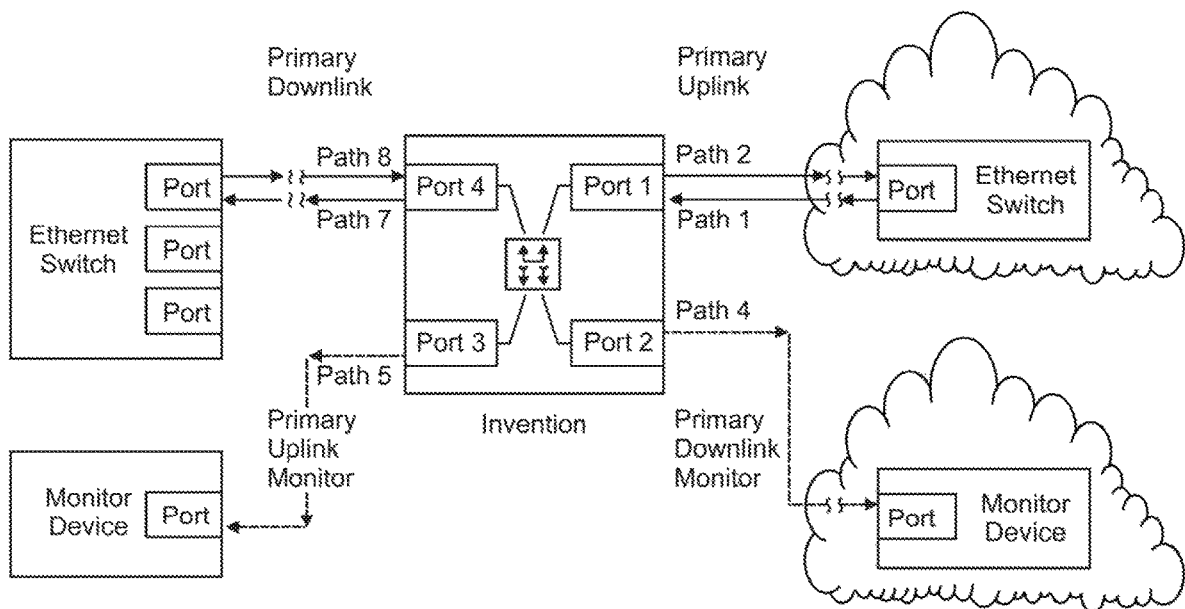 Primary
Downlink
Primary
Uplink
Path 8
Path 2
Port
Port 4
Port 1
Port
Ethernet
Switch
Path 7
Path 1
Ethernet
Switch
Port
Port
Path 4
Port 3
Port 2
Path 5
Invention
Primary
Uplink
Monitor
Primary
Downlink
Monitor
Monitor
Device
Port
Port
Monitor
Device